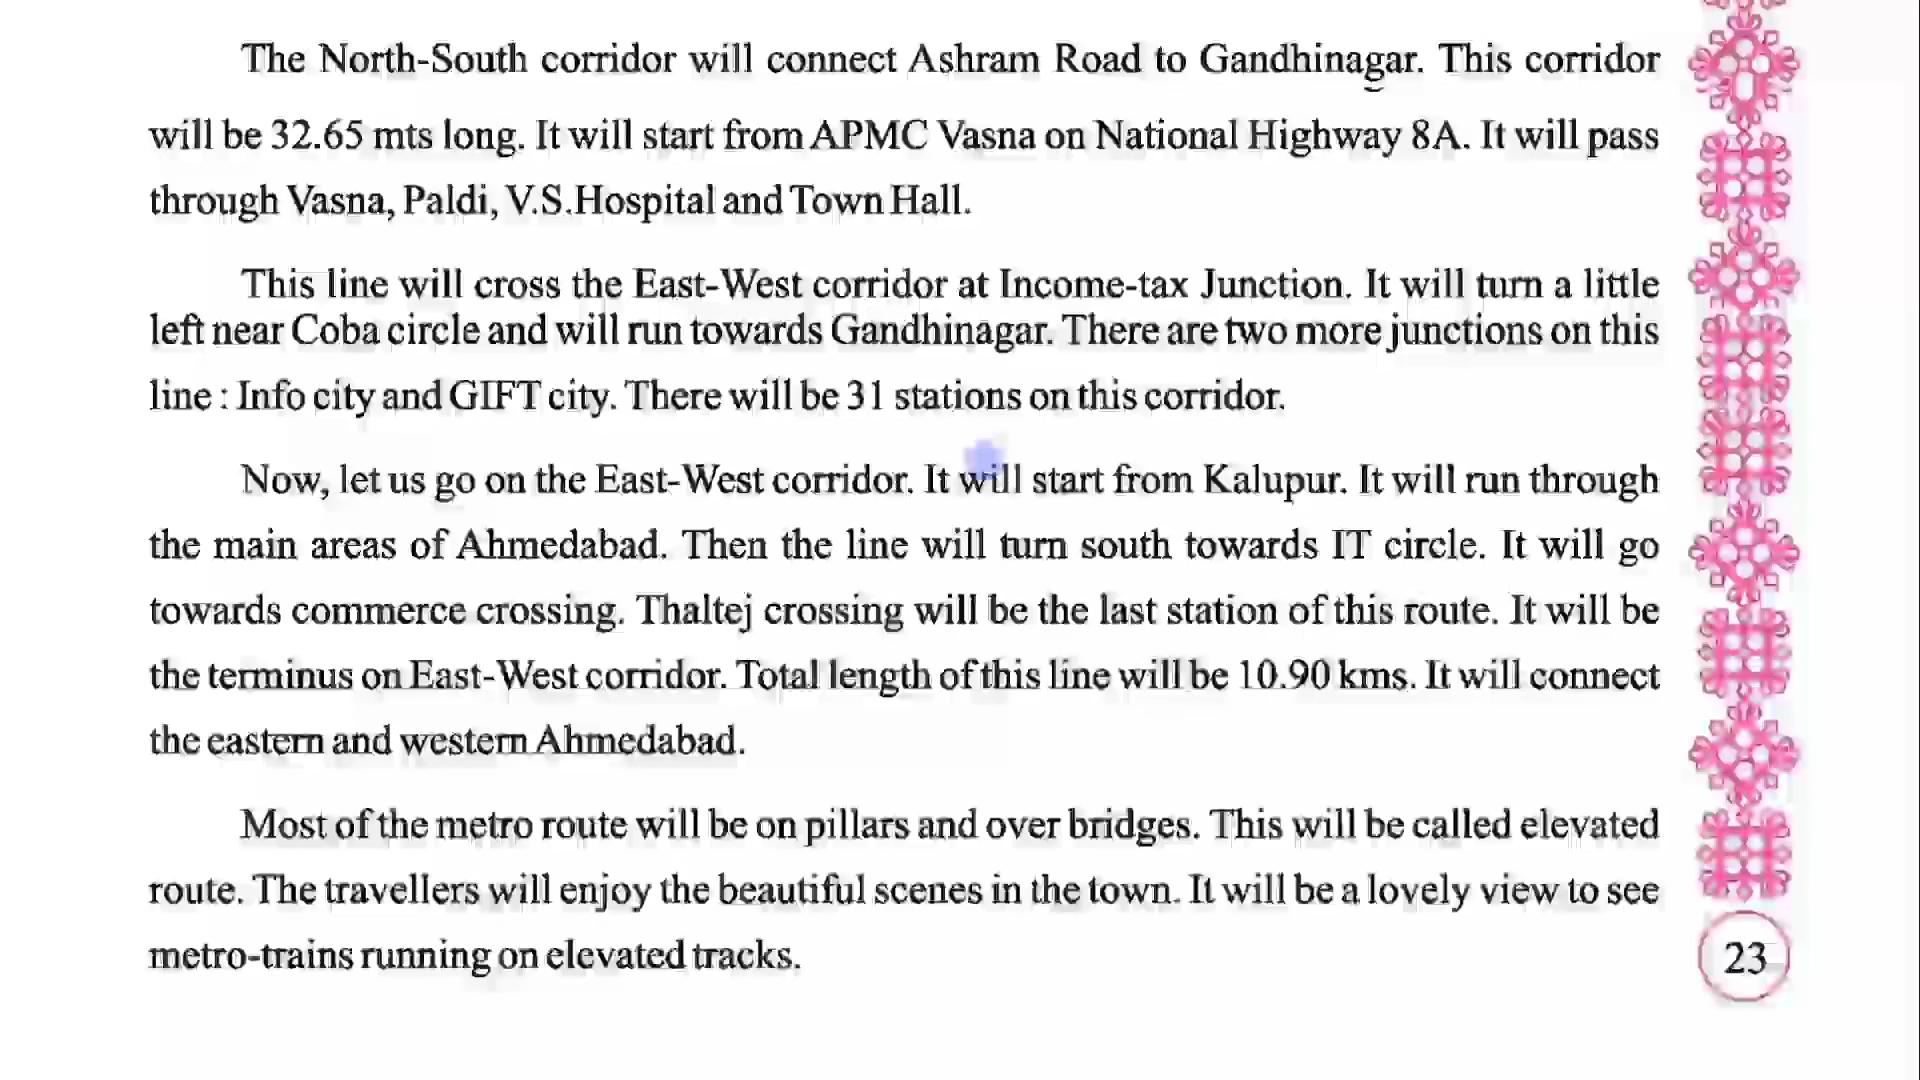 The North-South corridor will connect Ashram Road to Gandhinagar. This corridor
will be 32.65 mts long. It will start from APMC Vasna on National Highway 8A. It will pass
through Vasna, Paldi, V.S.Hospital and Town Hall.
This line will cross the East-West corridor at Income-tax Junction. It will turn a little
left near Coba circle and will run towards Gandhinagar. There are two more junctions on this
line : Info city and GIFT city. There will be 31 stations on this corridor.
Now, let us go on the East-West corridor. It will start from Kalupur. It will run through
the main areas of Ahmedabad. Then the line will turn south towards IT circle. It will go
towards commerce crossing. Thaltej crossing will be the last station of this route. It will be
the terminus on East-West corridor. Total length of this line will be 10.90 kms. It will connect
the eastern and western Ahmedabad.
Most of the metro route will be on pillars and over bridges. This will be called elevated
route. The travellers will enjoy the beautiful scenes in the town. It will be a lovely view to see
metro-trains running on elevated tracks.
23